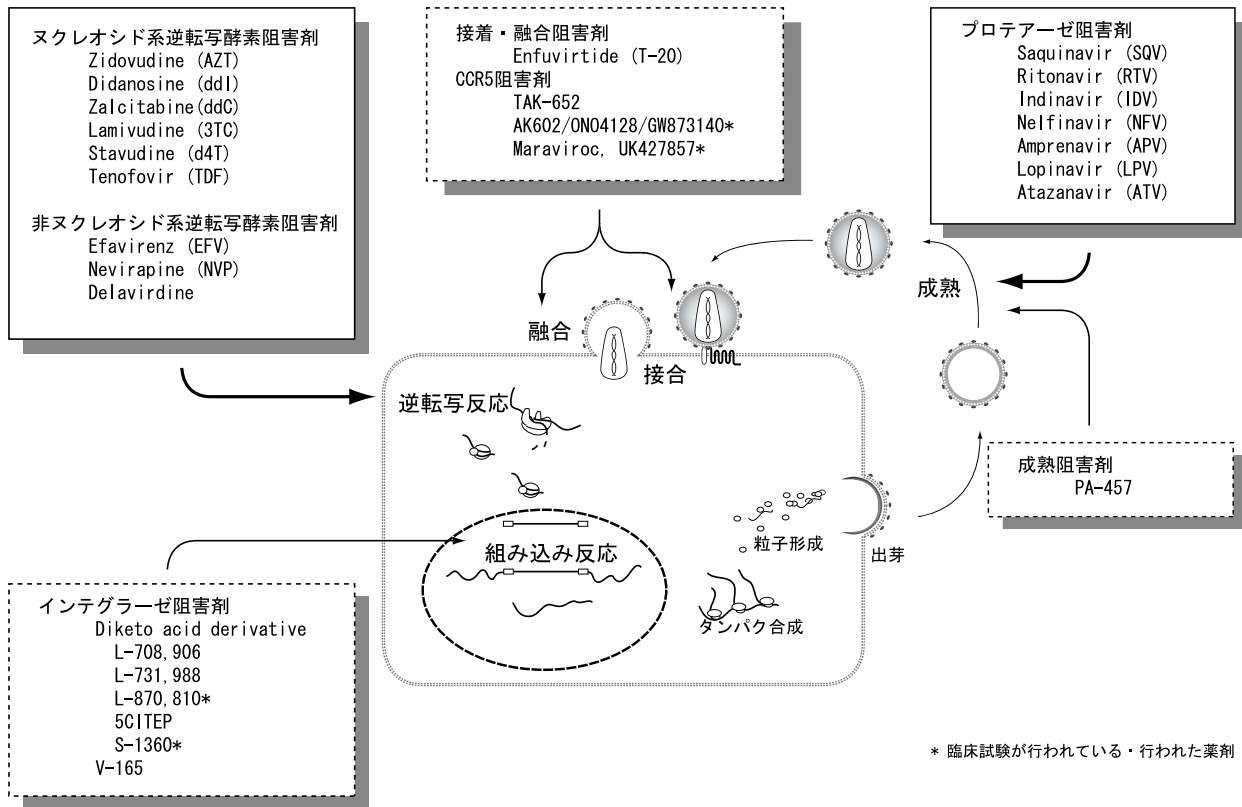 ヌクレオシド系逆転写酵素阻害剤
Zidovudine (AZT)
Didanosine (ddI)
Zalcitabine(ddC)
Lamivudine (3TC)
Stavudine (d4T)
Tenofovir (TDF)
非ヌクレオシド系逆転写酵素阻害剤
Efavirenz (EFV)
Nevirapine (NVP)
Delavirdine
接着・融合阻害剤
Enfuvirtide (T-20)
CCR5阻害剤
TAK-652
AK602/ONO4128/GW873140*
Maraviroc, UK427857*
プロテアーゼ阻害剤
Saquinavir (SQV)
Ritonavir (RTV)
Indinavir (IDV)
Nelfinavir (NFV)
Amprenavir (APV)
Lopinavir (LPV)
Atazanavir (ATV)
成熟
融合
接合
逆転写反応
成熟阻害剤
PA-457
組み込み反応
粒子形成
出芽
タンパク合成
インテグラーゼ阻害剤
Diketo acid derivative
L-708,906
L-731,988
L-870,810*
5CITEP
S-1360*
V-165
* 臨床試験が行われている・行われた薬剤